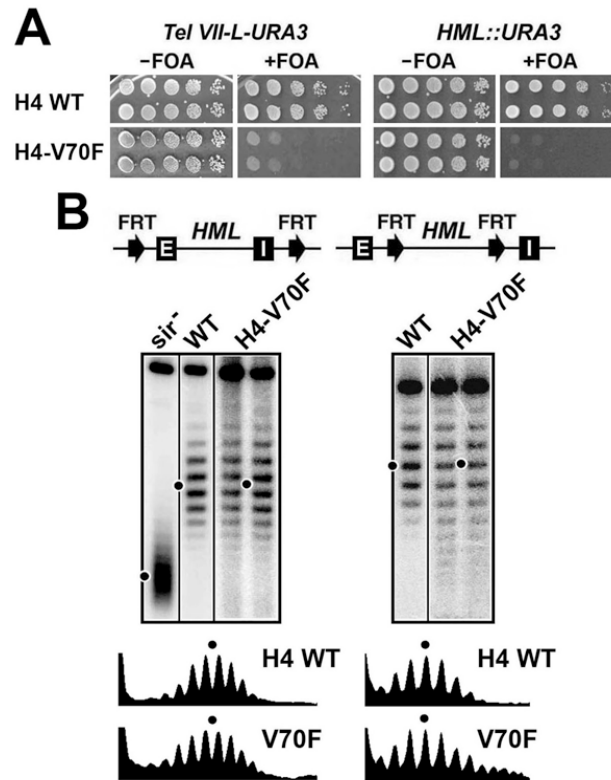 A
Tel VII-L-URA3 HML::URA3
−FOA +FOA −FOA +FOA
H4 WT
H4-V70F
B
FRT HML FRT FRT HML FRT
E I E I
sir⁻ WT H4-V70F WT H4-V70F
H4 WT H4 WT
V70F V70F